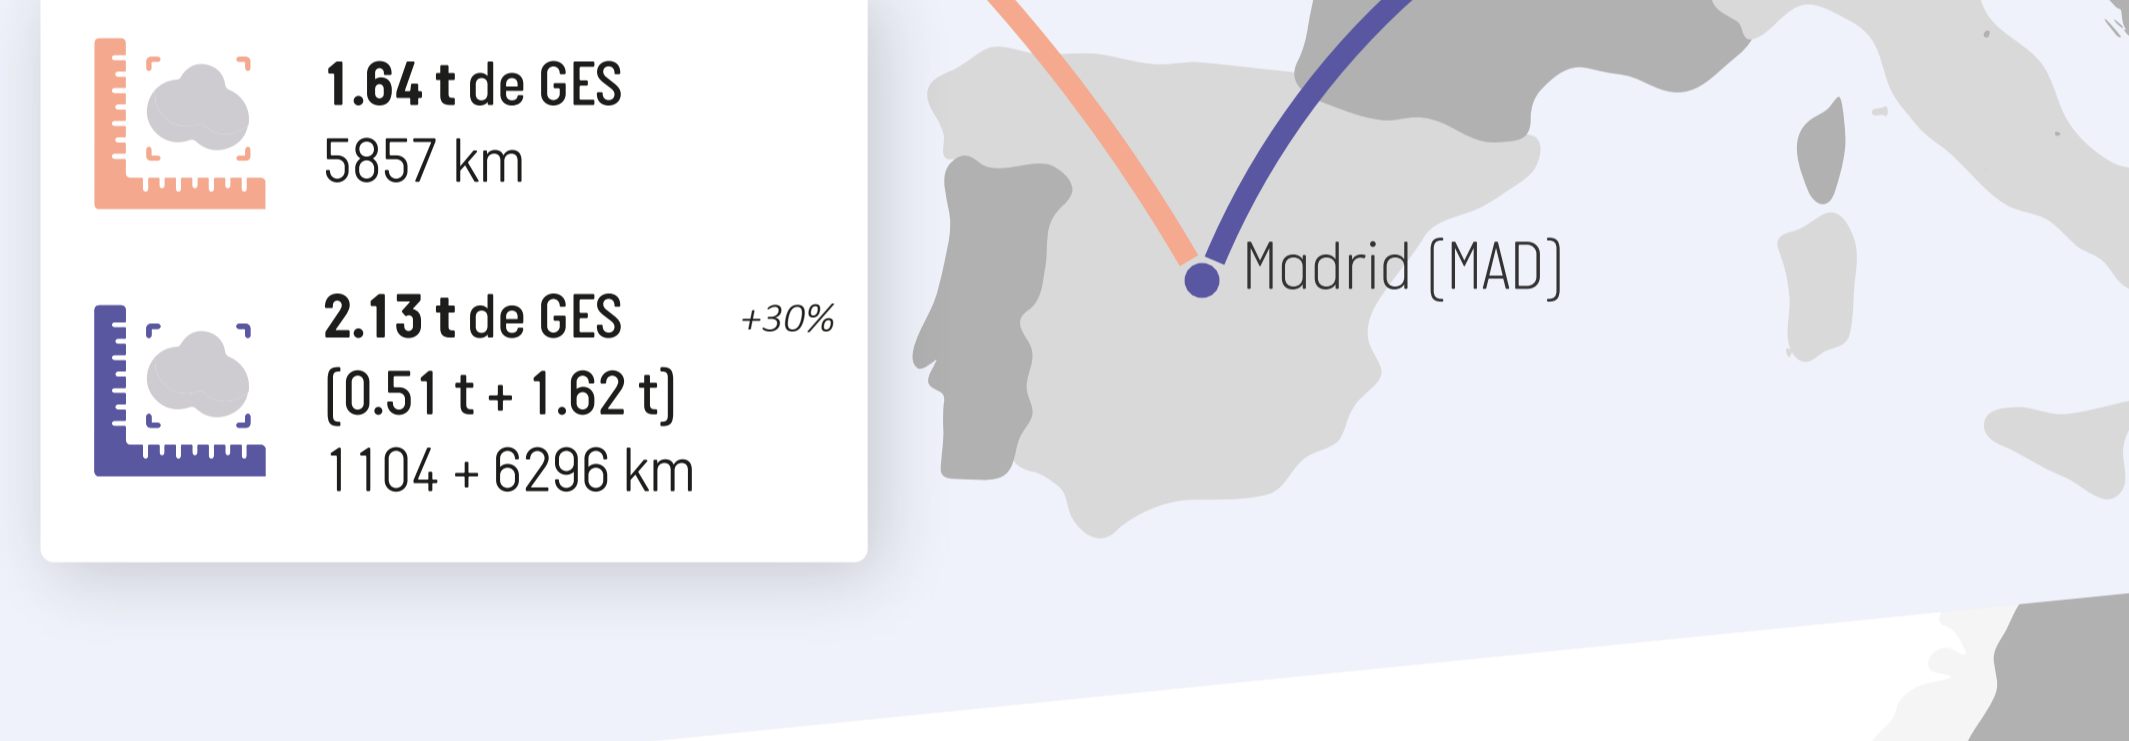 1.64 t de GES
5857 km
2.13 t de GES
+30%
(0.51 t + 1.62 t)
1104 + 6296 km
Madrid (MAD)